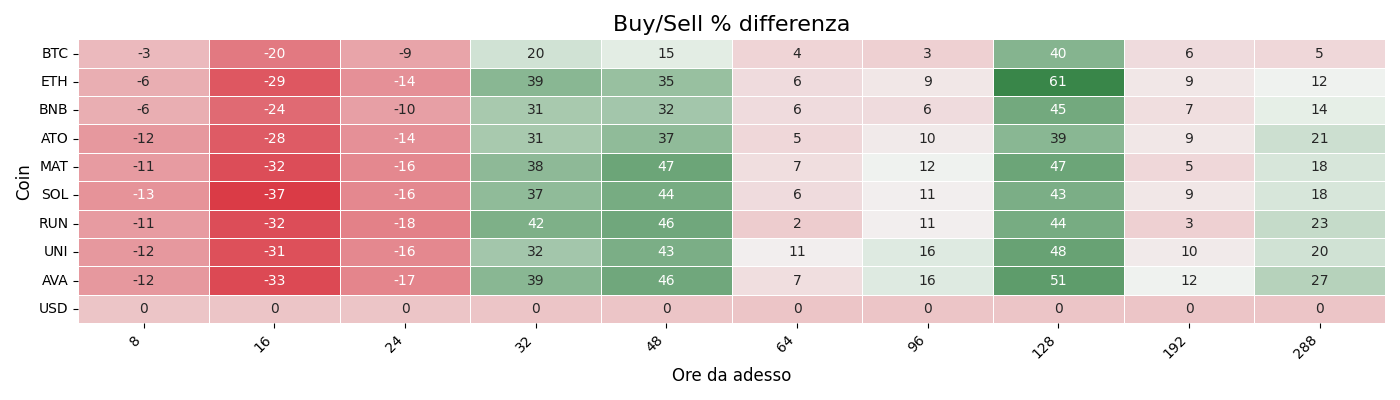 Buy/Sell % differenza
Coin
BTC -3 -20 -9 20 15 4 3 40 6 5
ETH -6 -29 -14 39 35 6 9 61 9 12
BNB -6 -24 -10 31 32 6 6 45 7 14
ATO -12 -28 -14 31 37 5 10 39 9 21
MAT -11 -32 -16 38 47 7 12 47 5 18
SOL -13 -37 -16 37 44 6 11 43 9 18
RUN -11 -32 -18 42 46 2 11 44 3 23
UNI -12 -31 -16 32 43 11 16 48 10 20
AVA -12 -33 -17 39 46 7 16 51 12 27
USD 0 0 0 0 0 0 0 0 0 0
8 16 24 32 48 64 96 128 192 288
Ore da adesso